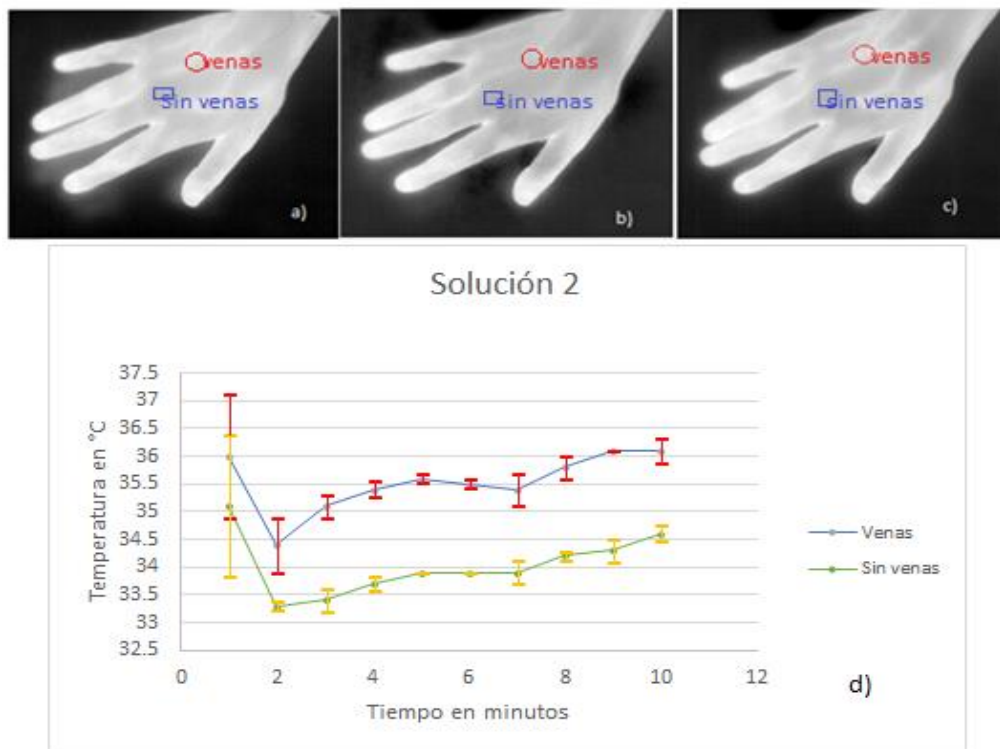 venas
Sin venas
a)
venas
sin venas
b)
venas
sin venas
c)
Solución 2
Temperatura en °C
37.5
37
36.5
36
35.5
35
34.5
34
33.5
33
32.5
0 2 4 6 8 10 12
Tiempo en minutos
Venas
Sin venas
d)